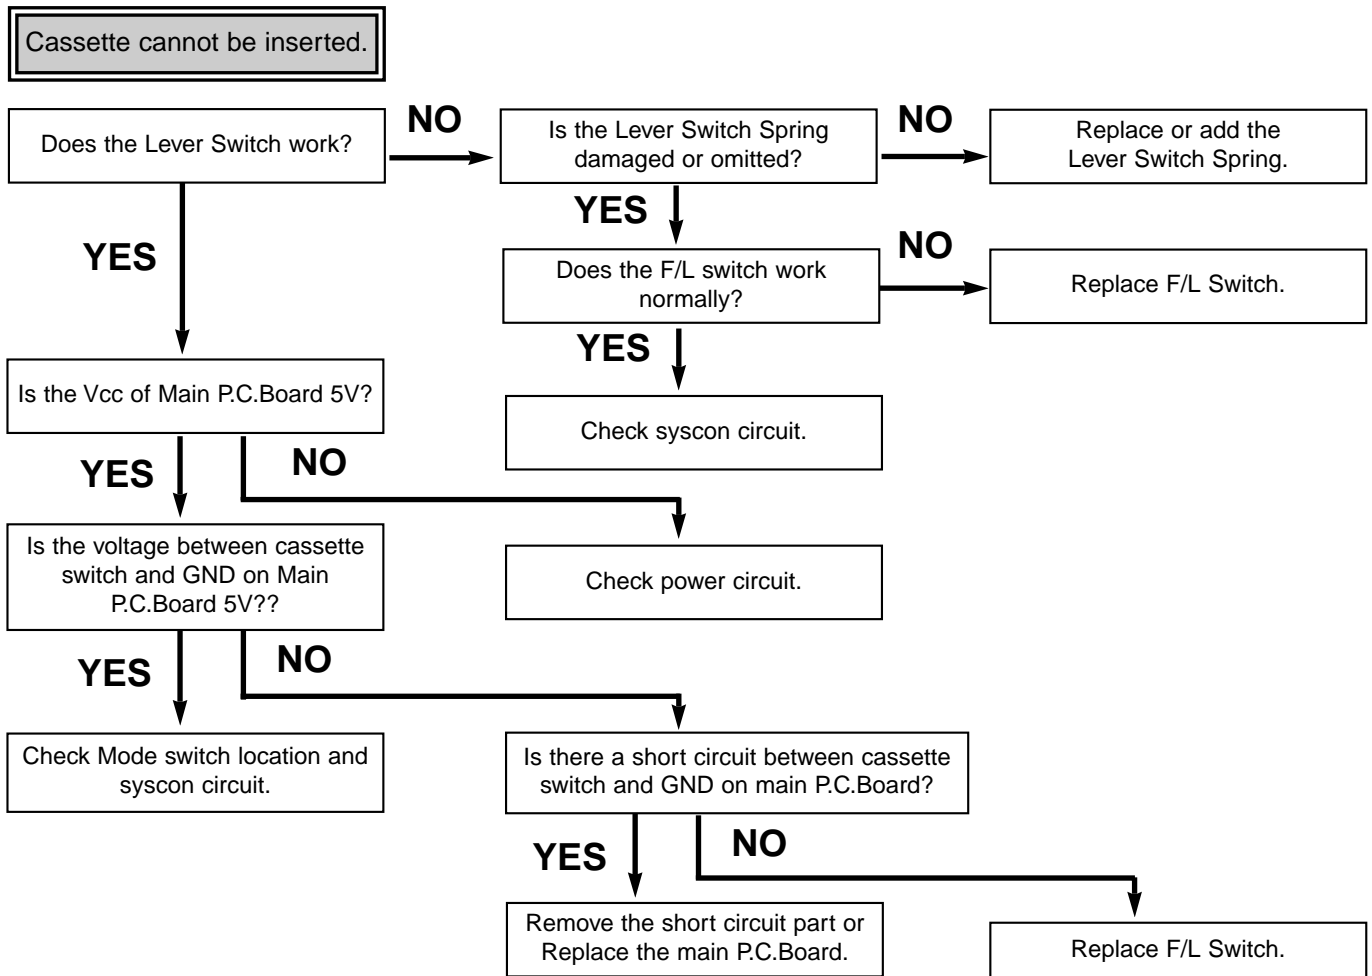 Cassette cannot be inserted.
Does the Lever Switch work?
NO
Is the Lever Switch Spring
damaged or omitted?
NO
Replace or add the
Lever Switch Spring.
YES
YES
Does the F/L switch work
normally?
NO
Replace F/L Switch.
YES
Is the Vcc of Main P.C.Board 5V?
Check syscon circuit.
YES
NO
Is the voltage between cassette
switch and GND on Main
P.C.Board 5V??
Check power circuit.
YES
NO
Check Mode switch location and
syscon circuit.
Is there a short circuit between cassette
switch and GND on main P.C.Board?
YES
NO
Remove the short circuit part or
Replace the main P.C.Board.
Replace F/L Switch.